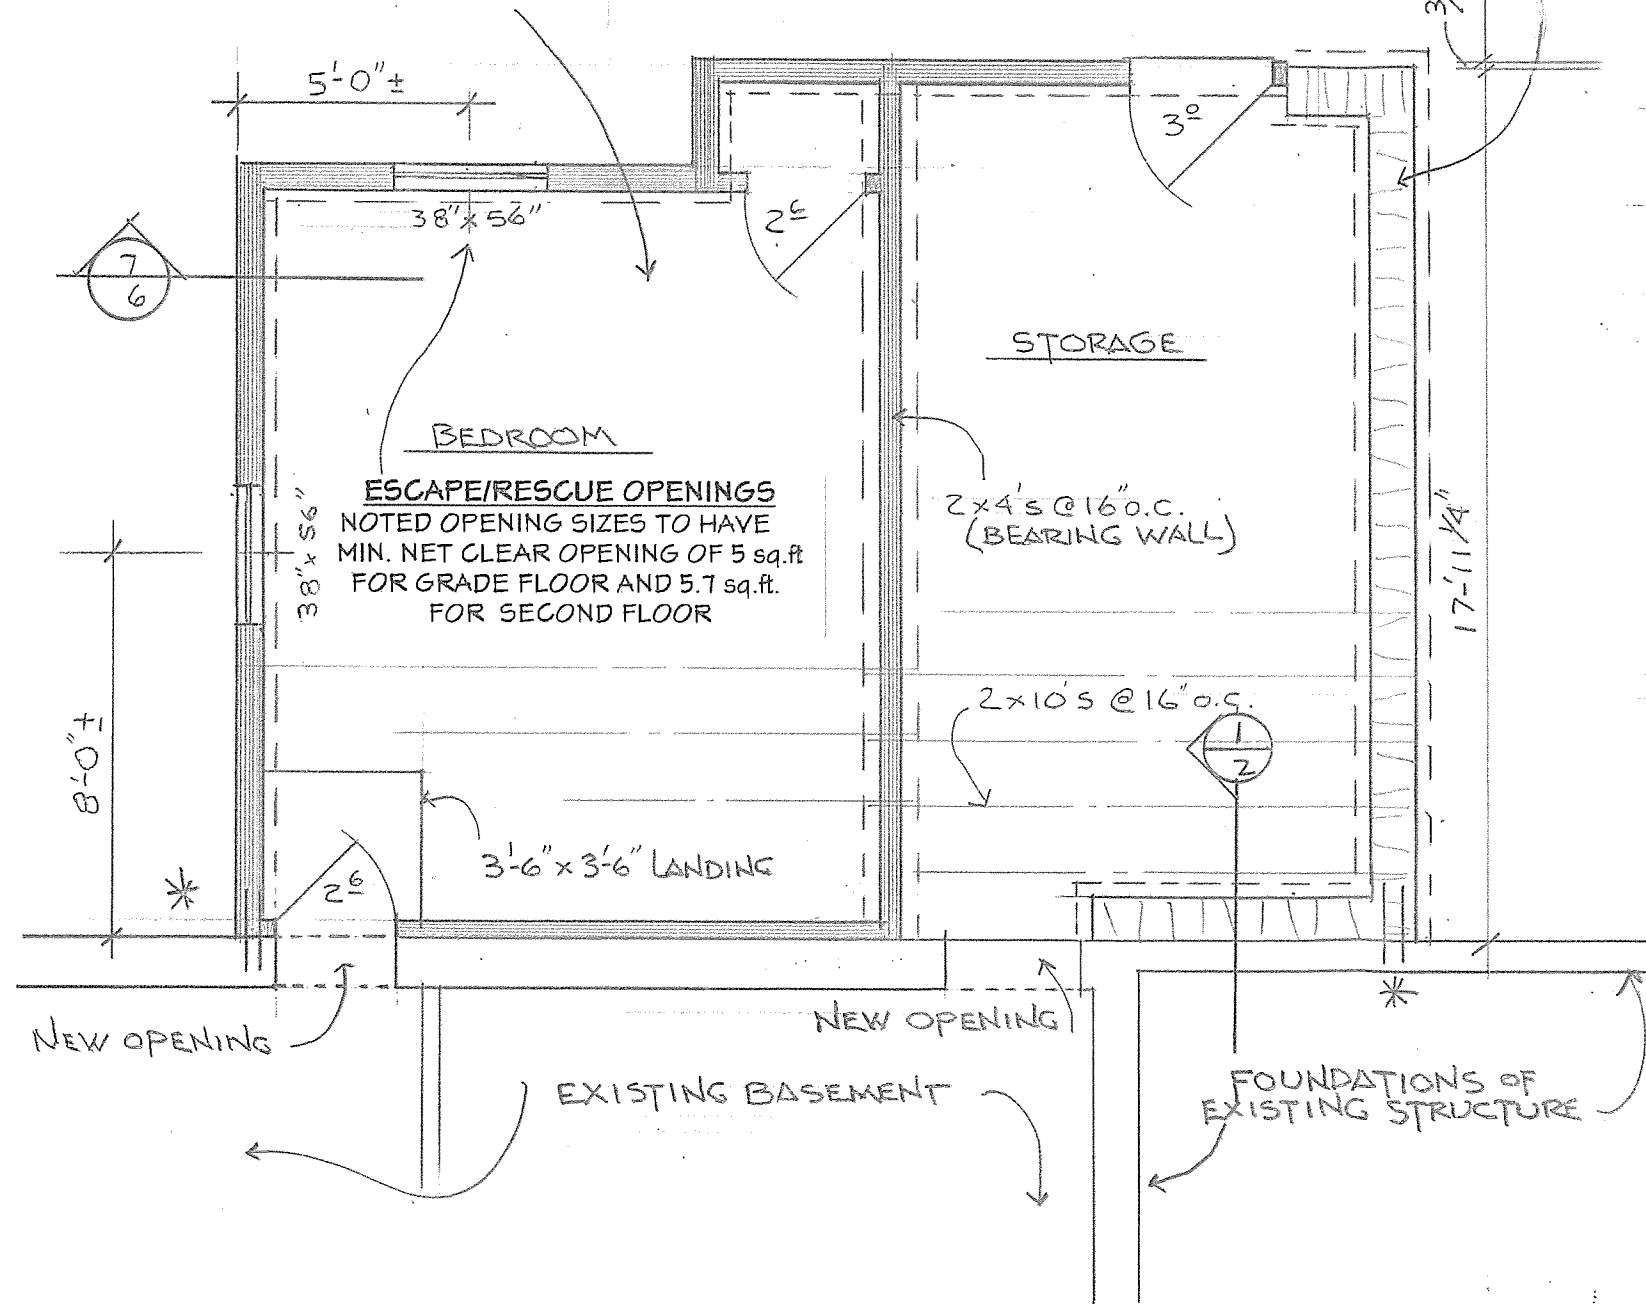 5'-0"±
3º
2⁶
38" x 56"
7
6
STORAGE
BEDROOM
ESCAPE/RESCUE OPENINGS
NOTED OPENING SIZES TO HAVE
MIN. NET CLEAR OPENING OF 5 sq.ft
FOR GRADE FLOOR AND 5.7 sq.ft.
FOR SECOND FLOOR
38" x 56"
2x4's @ 16" o.c.
(BEARING WALL)
17'-11 1/4"
2x10's @ 16" o.c.
1
2
8'-0"±
3'-6" x 3'-6" LANDING
2⁶
*
*
NEW OPENING
NEW OPENING
EXISTING BASEMENT
FOUNDATIONS OF
EXISTING STRUCTURE